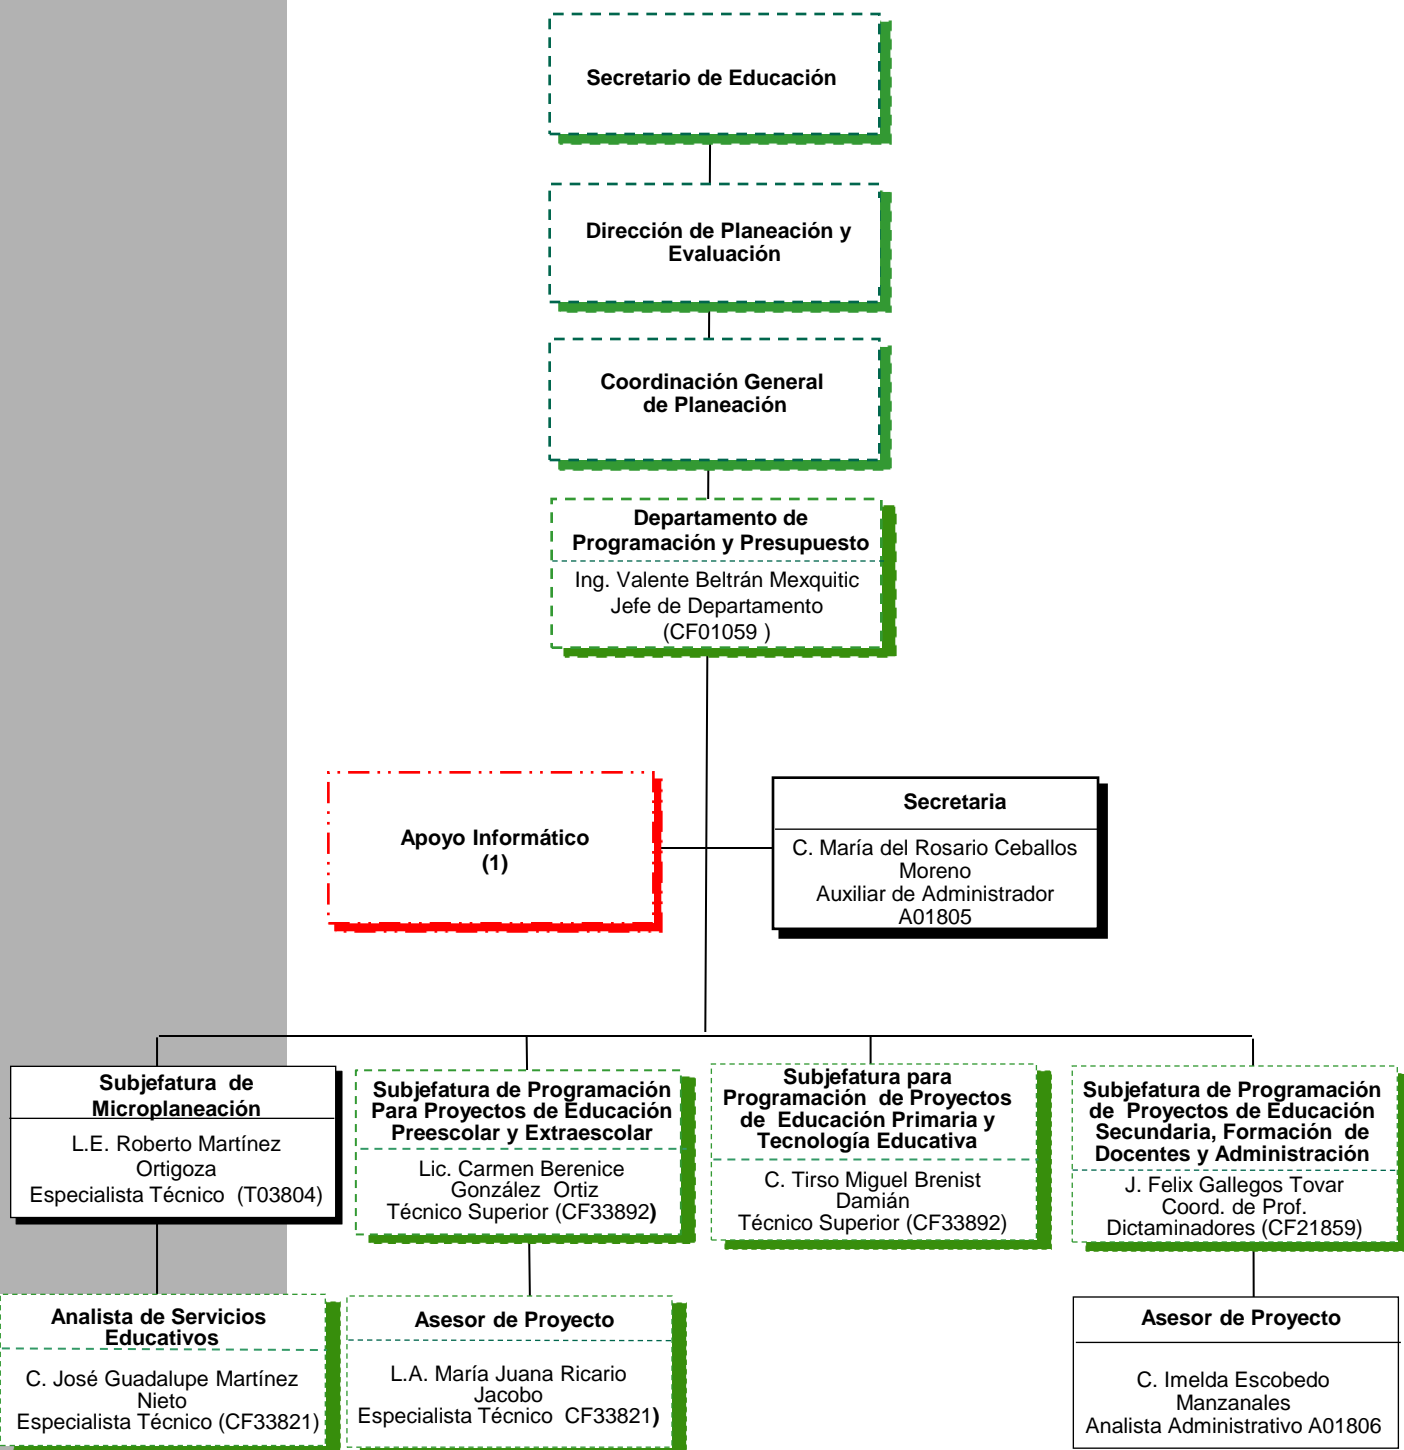 Secretario de Educación
Dirección de Planeación y
Evaluación
Coordinación General
de Planeación
Departamento de
Programación y Presupuesto
Ing. Valente Beltrán Mexquitic
Jefe de Departamento
(CF01059 )
Apoyo Informático
(1)
Secretaria
C. María del Rosario Ceballos
Moreno
Auxiliar de Administrador
A01805
Subjefatura de
Microplaneación
L.E. Roberto Martínez
Ortigoza
Especialista Técnico (T03804)
Subjefatura de Programación
Para Proyectos de Educación
Preescolar y Extraescolar
Lic. Carmen Berenice
González Ortiz
Técnico Superior (CF33892)
Subjefatura para
Programación de Proyectos
de Educación Primaria y
Tecnología Educativa
C. Tirso Miguel Brenist
Damián
Técnico Superior (CF33892)
Subjefatura de Programación
de Proyectos de Educación
Secundaria, Formación de
Docentes y Administración
J. Felix Gallegos Tovar
Coord. de Prof.
Dictaminadores (CF21859)
Analista de Servicios
Educativos
C. José Guadalupe Martínez
Nieto
Especialista Técnico (CF33821)
Asesor de Proyecto
L.A. María Juana Ricario
Jacobo
Especialista Técnico CF33821)
Asesor de Proyecto
C. Imelda Escobedo
Manzanales
Analista Administrativo A01806